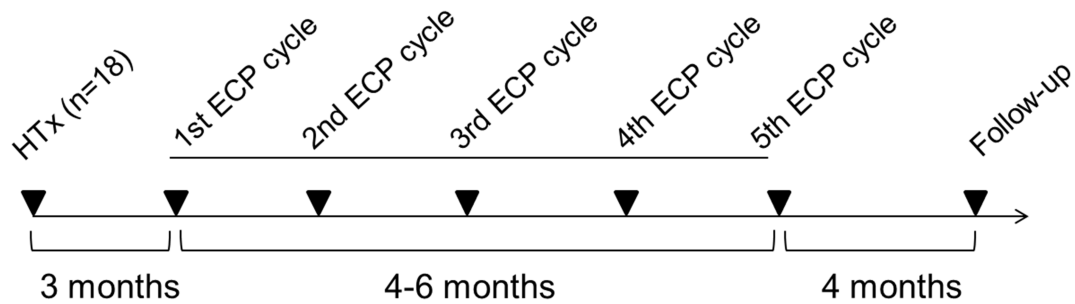 HTx (n=18)
1st ECP cycle
2nd ECP cycle
3rd ECP cycle
4th ECP cycle
5th ECP cycle
Follow-up
3 months
4-6 months
4 months